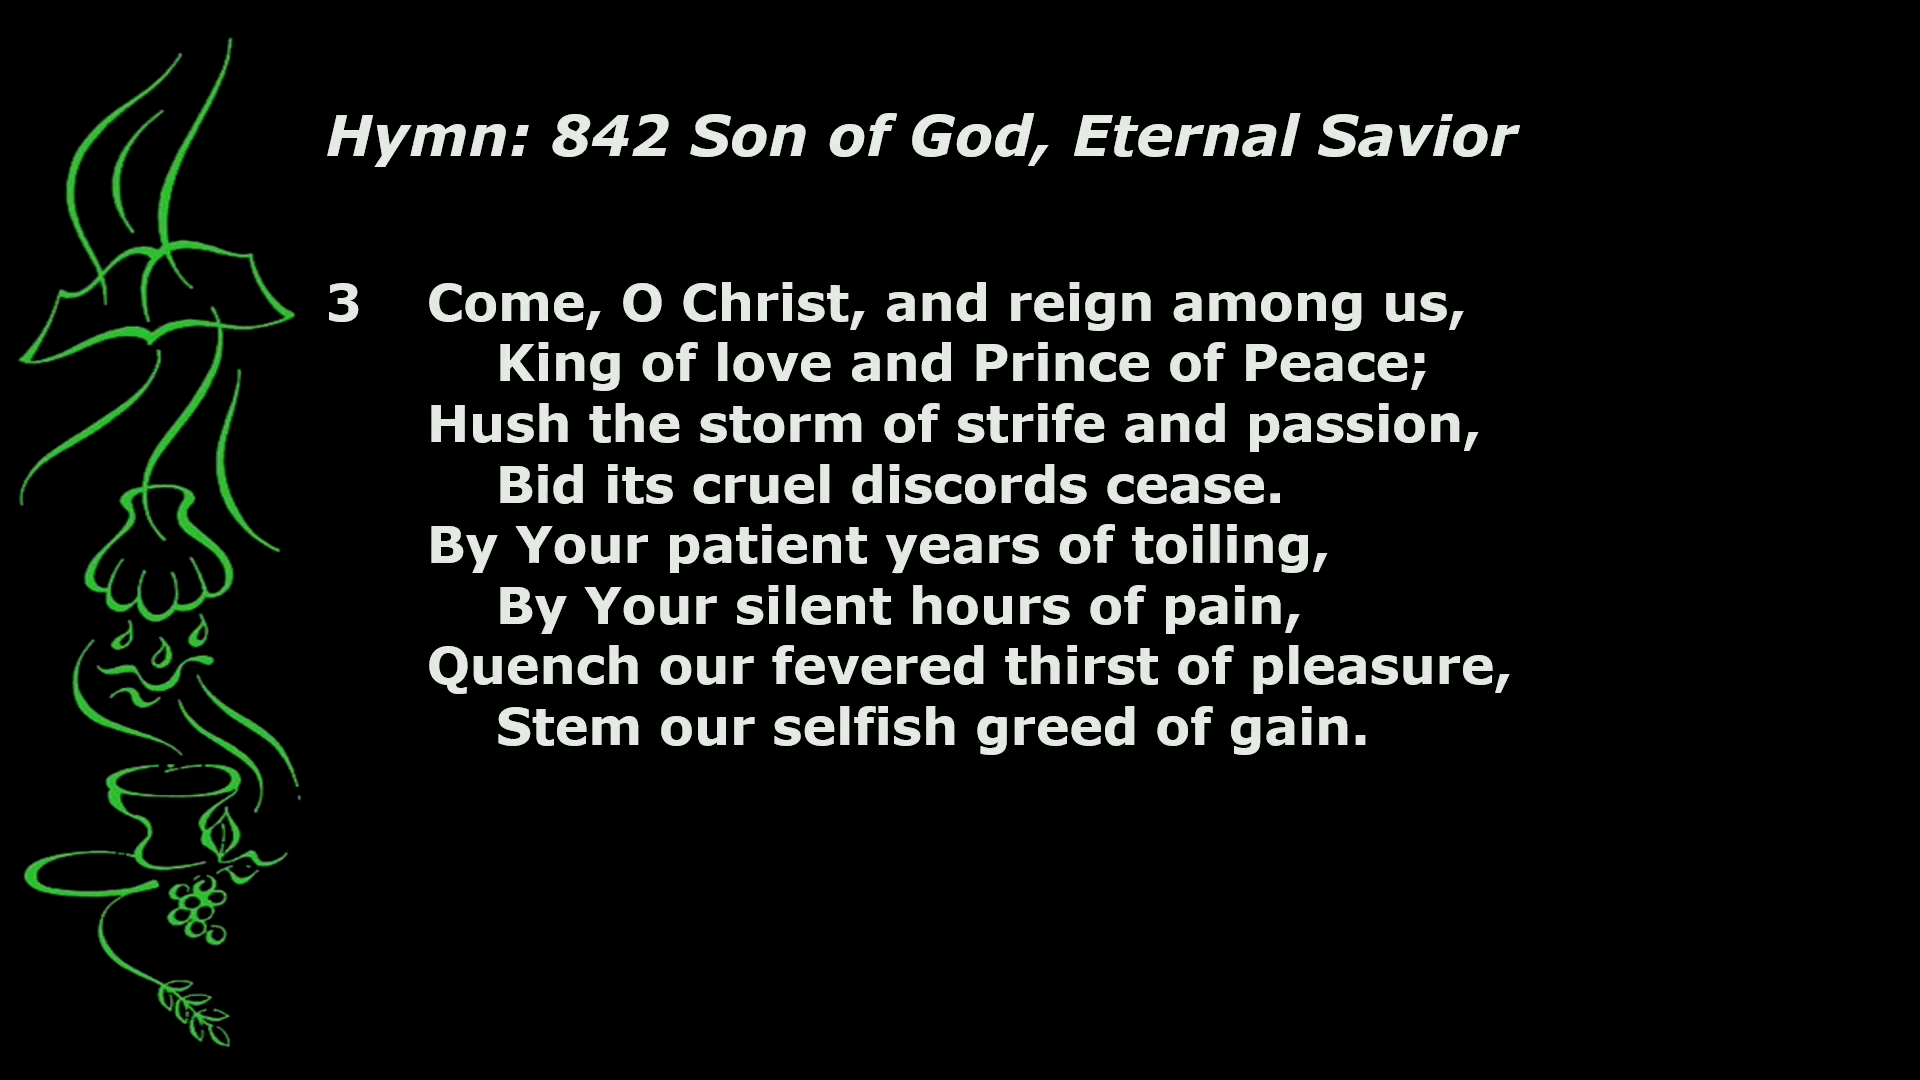 Hymn: 842 Son of God, Eternal Savior
3 Come, O Christ, and reign among us,
King of love and Prince of Peace;
Hush the storm of strife and passion,
Bid its cruel discords cease.
By Your patient years of toiling,
By Your silent hours of pain,
Quench our fevered thirst of pleasure,
Stem our selfish greed of gain.